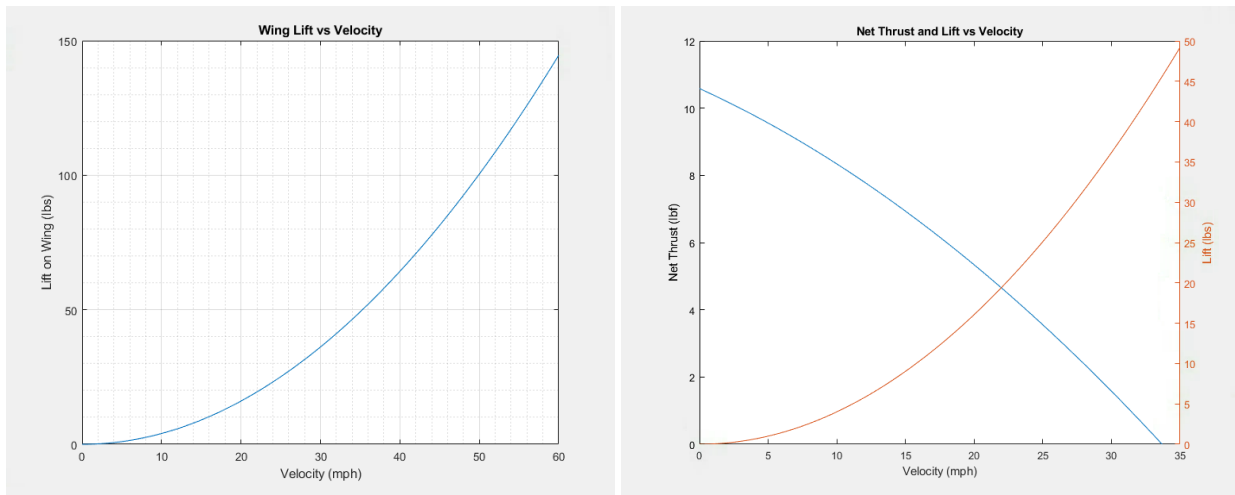 Wing Lift vs Velocity
150
100
50
0
Lift on Wing (lbs)
0 10 20 30 40 50 60
Velocity (mph)
Net Thrust and Lift vs Velocity
12
10
8
6
4
2
0
Net Thrust (lbf)
50
45
40
35
30
25
20
15
10
5
0
Lift (lbs)
0 5 10 15 20 25 30 35
Velocity (mph)